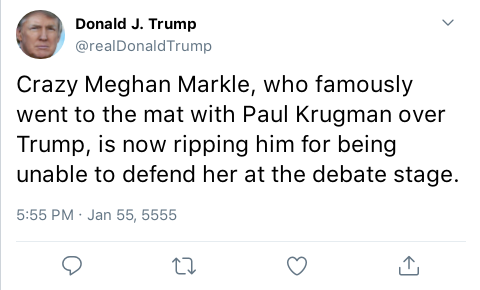 Donald J. Trump
@realDonaldTrump
Crazy Meghan Markle, who famously
went to the mat with Paul Krugman over
Trump, is now ripping him for being
unable to defend her at the debate stage.
5:55 PM · Jan 55, 5555